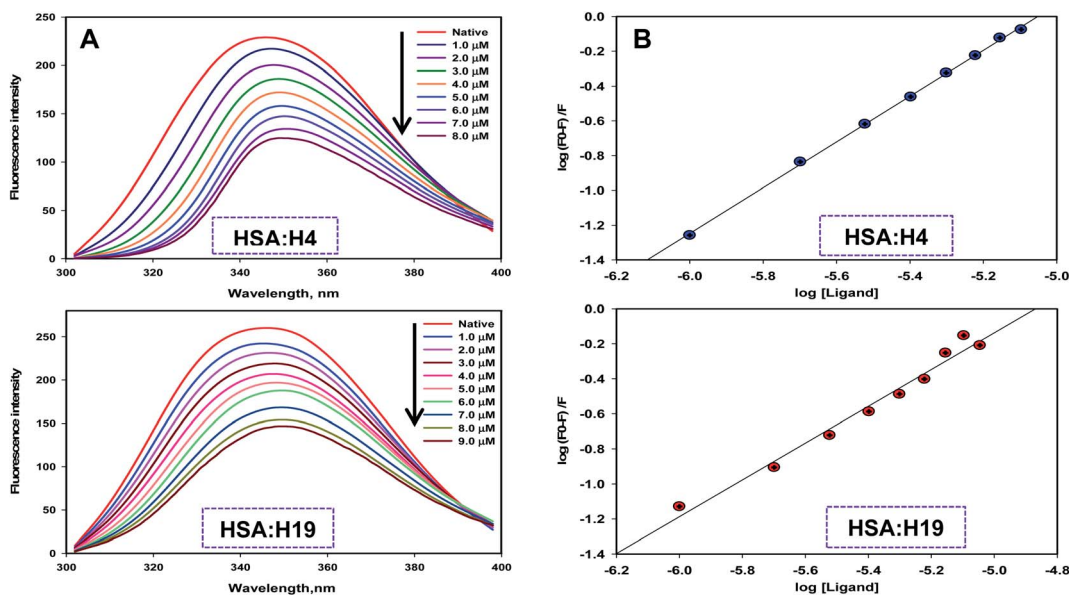 A
Fluorescence intensity
250
200
150
100
50
0
300 320 340 360 380 400
Wavelength, nm
Native
1.0 µM
2.0 µM
3.0 µM
4.0 µM
5.0 µM
6.0 µM
7.0 µM
8.0 µM
HSA:H4
B
log (F0-F) /F
0.0
-0.2
-0.4
-0.6
-0.8
-1.0
-1.2
-1.4
-6.2 -6.0 -5.8 -5.6 -5.4 -5.2 -5.0
log [Ligand]
HSA:H4
Fluorescence intensity
250
200
150
100
50
0
300 320 340 360 380 400
Wavelength,nm
Native
1.0 µM
2.0 µM
3.0 µM
4.0 µM
5.0 µM
6.0 µM
7.0 µM
8.0 µM
9.0 µM
HSA:H19
log (F0-F) /F
0.0
-0.2
-0.4
-0.6
-0.8
-1.0
-1.2
-1.4
-6.2 -6.0 -5.8 -5.6 -5.4 -5.2 -5.0 -4.8
log [Ligand]
HSA:H19